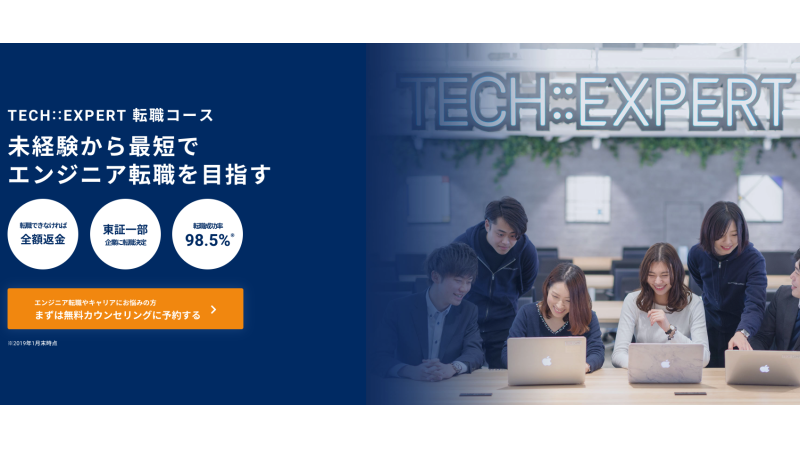 TECH::EXPERT 転職コース
未経験から最短で
エンジニア転職を目指す
転職できなければ
全額返金
東証一部
企業に転職決定
転職成功率
98.5%※
エンジニア転職やキャリアにお悩みの方
まずは無料カウンセリングに予約する
※2019年1月末時点
TECH::EXPERT